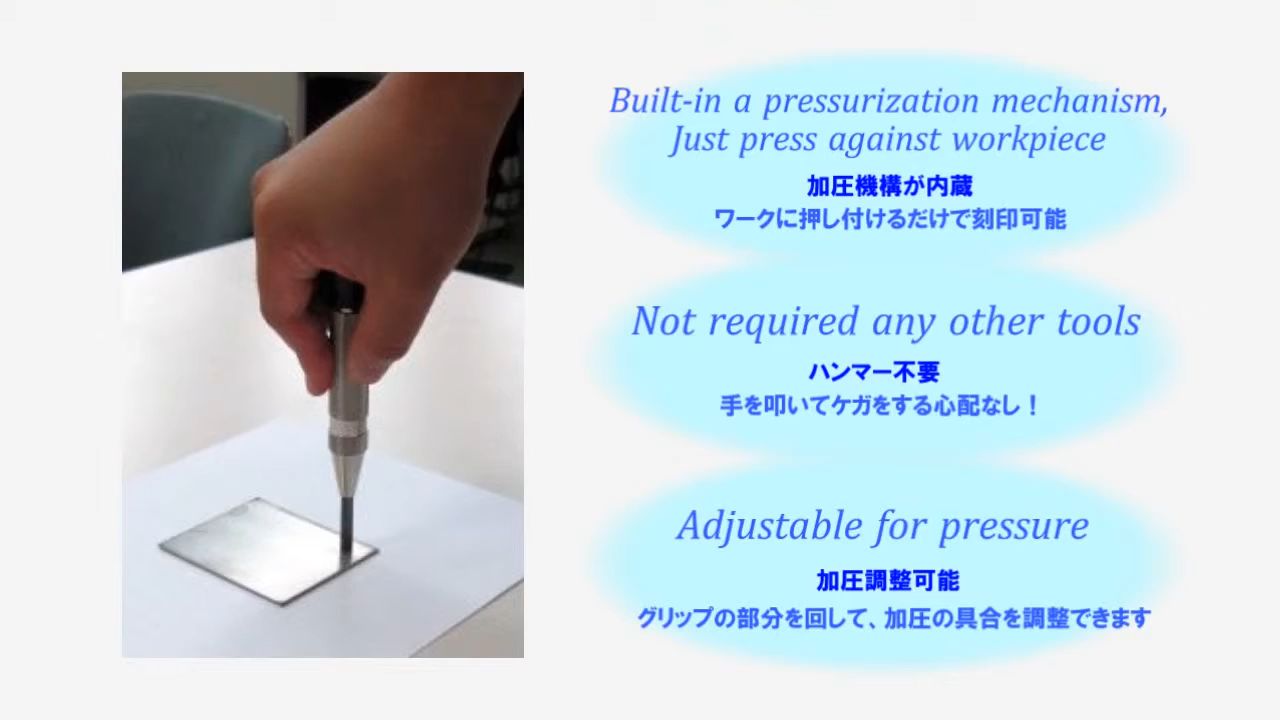 Built-in a pressurization mechanism,
Just press against workpiece
加圧機構が内蔵
ワークに押し付けるだけで刻印可能
Not required any other tools
ハンマー不要
手を叩いてケガをする心配なし！
Adjustable for pressure
加圧調整可能
グリップの部分を回して、加圧の具合を調整できます